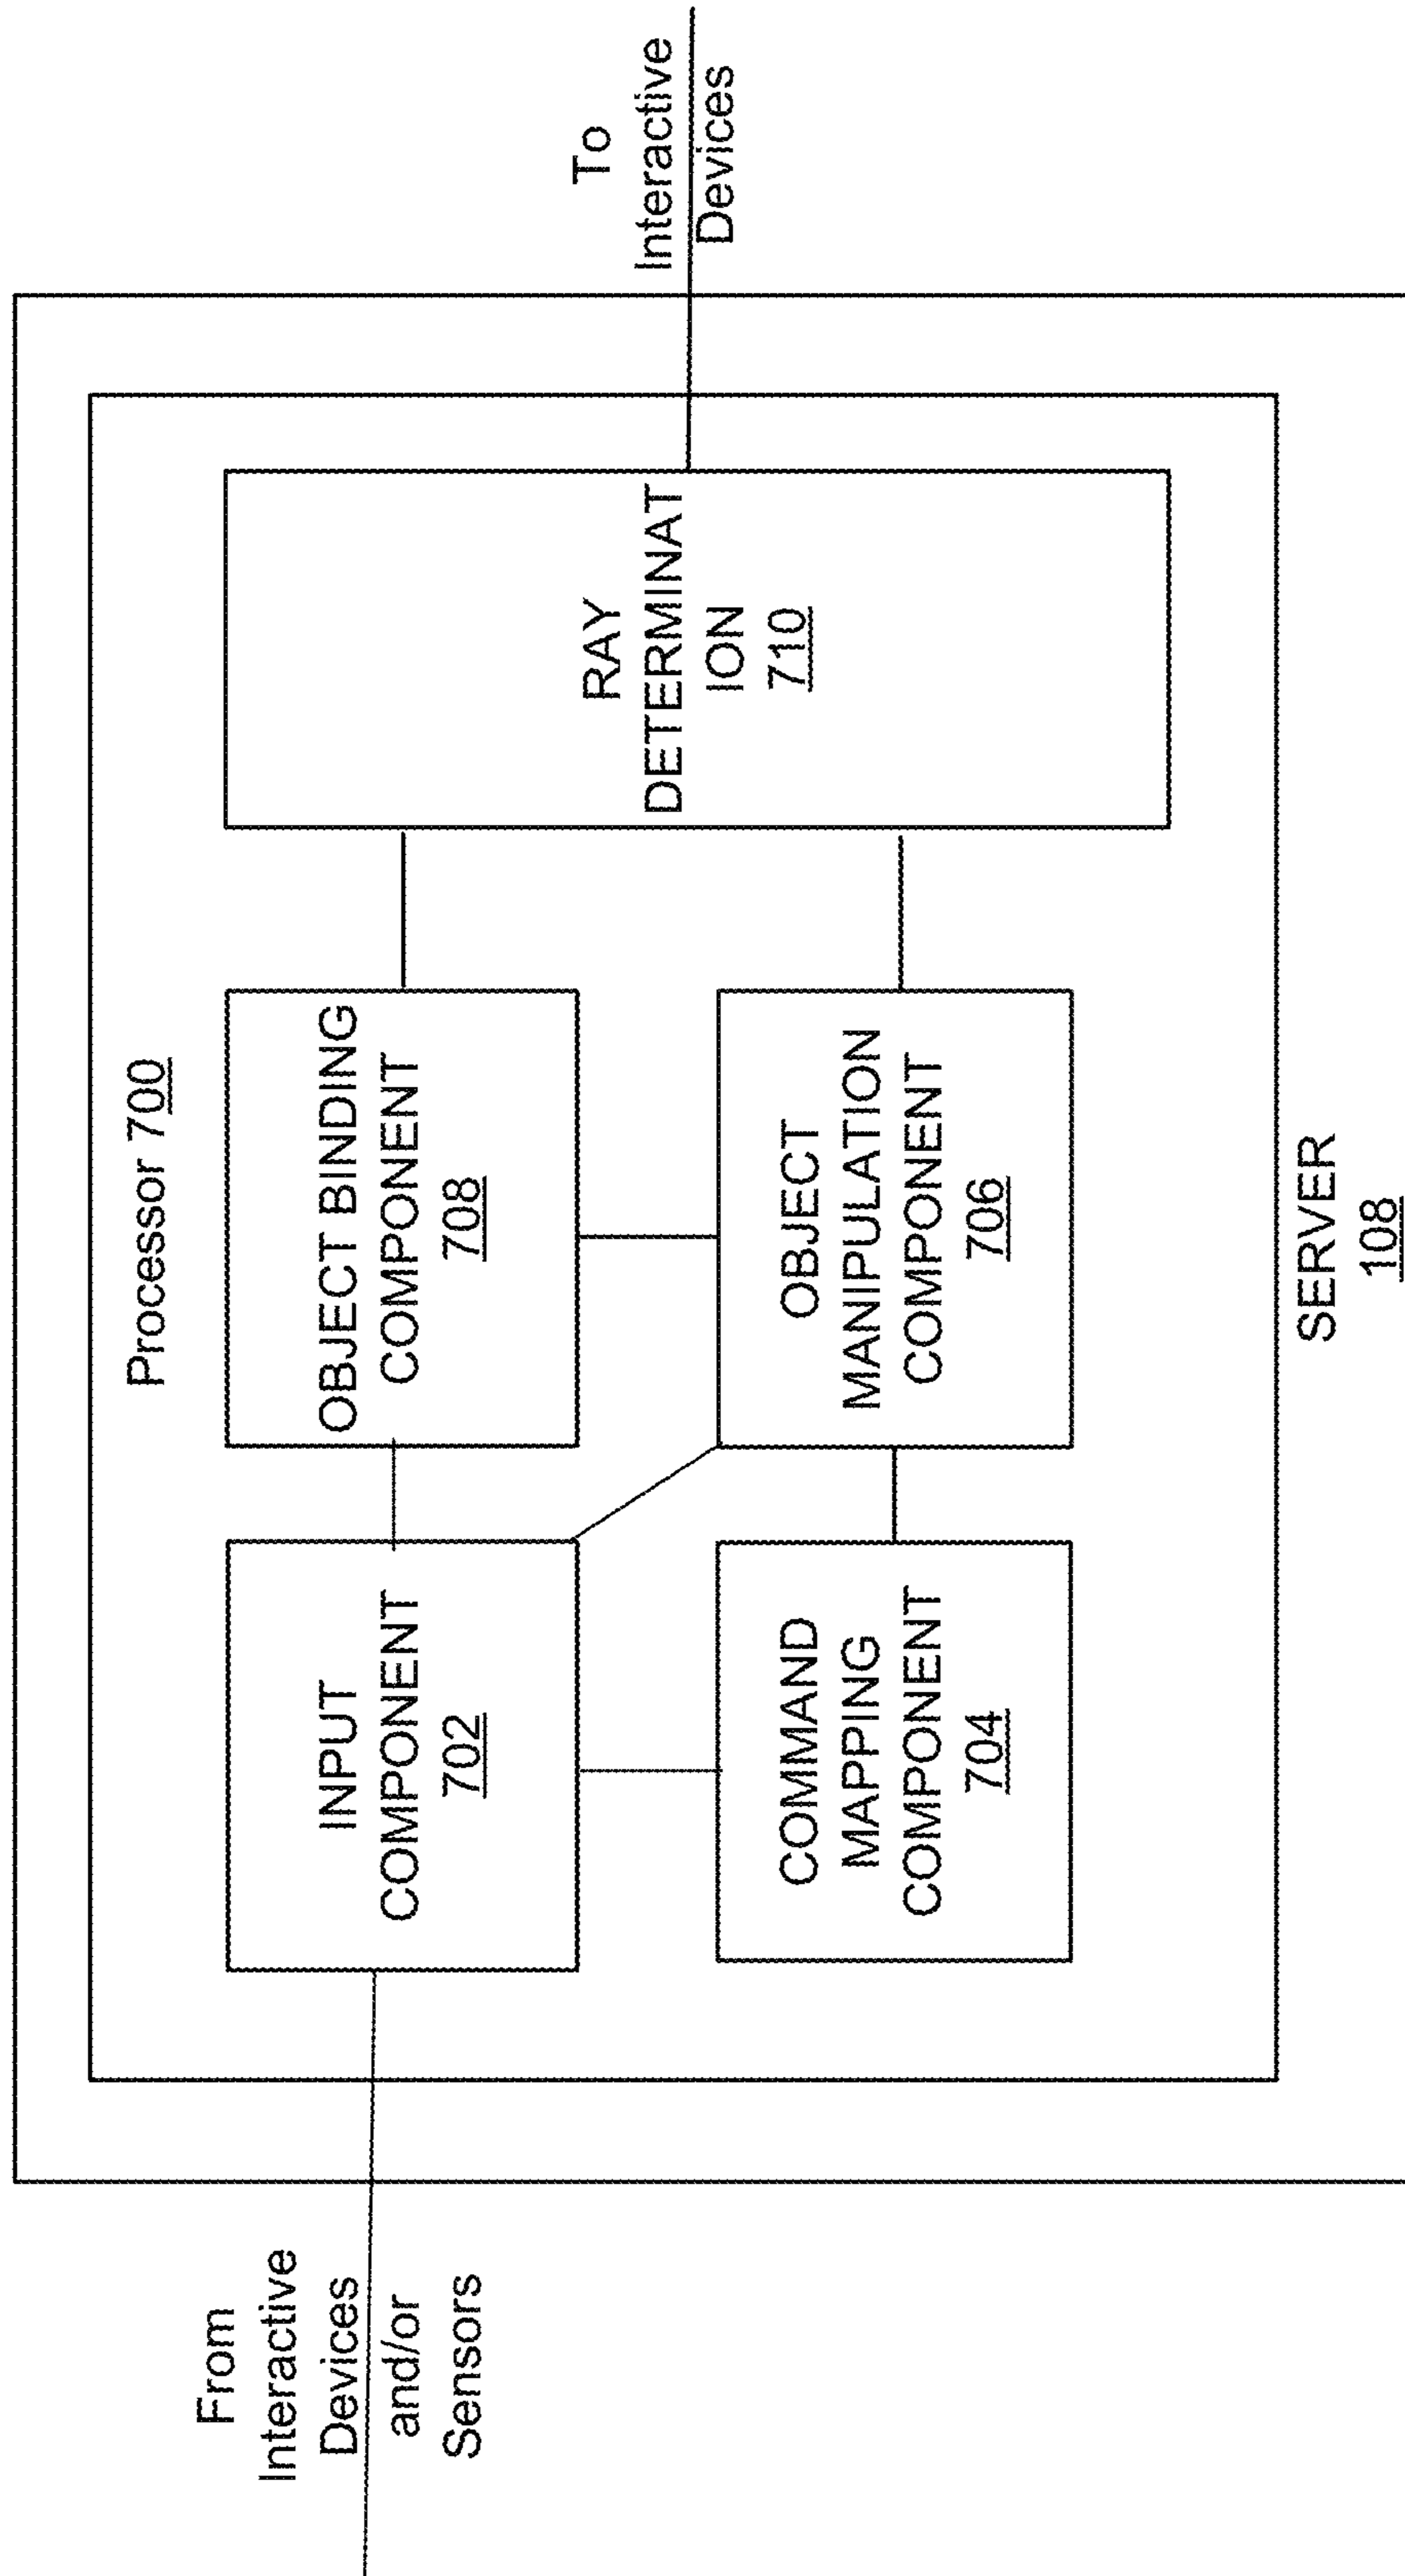 From
Interactive
Devices
and/or
Sensors
Processor 700
INPUT
COMPONENT
702
OBJECT BINDING
COMPONENT
708
COMMAND
MAPPING
COMPONENT
704
OBJECT
MANIPULATION
COMPONENT
706
RAY
DETERMINAT
ION
710
To
Interactive
Devices
SERVER
108